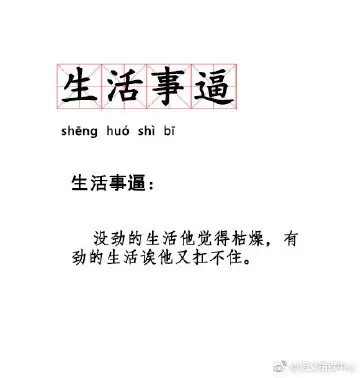 生活事逼
shēng huó shì bī
生活事逼：
没劲的生活他觉得枯燥，有
劲的生活诶他又扛不住。